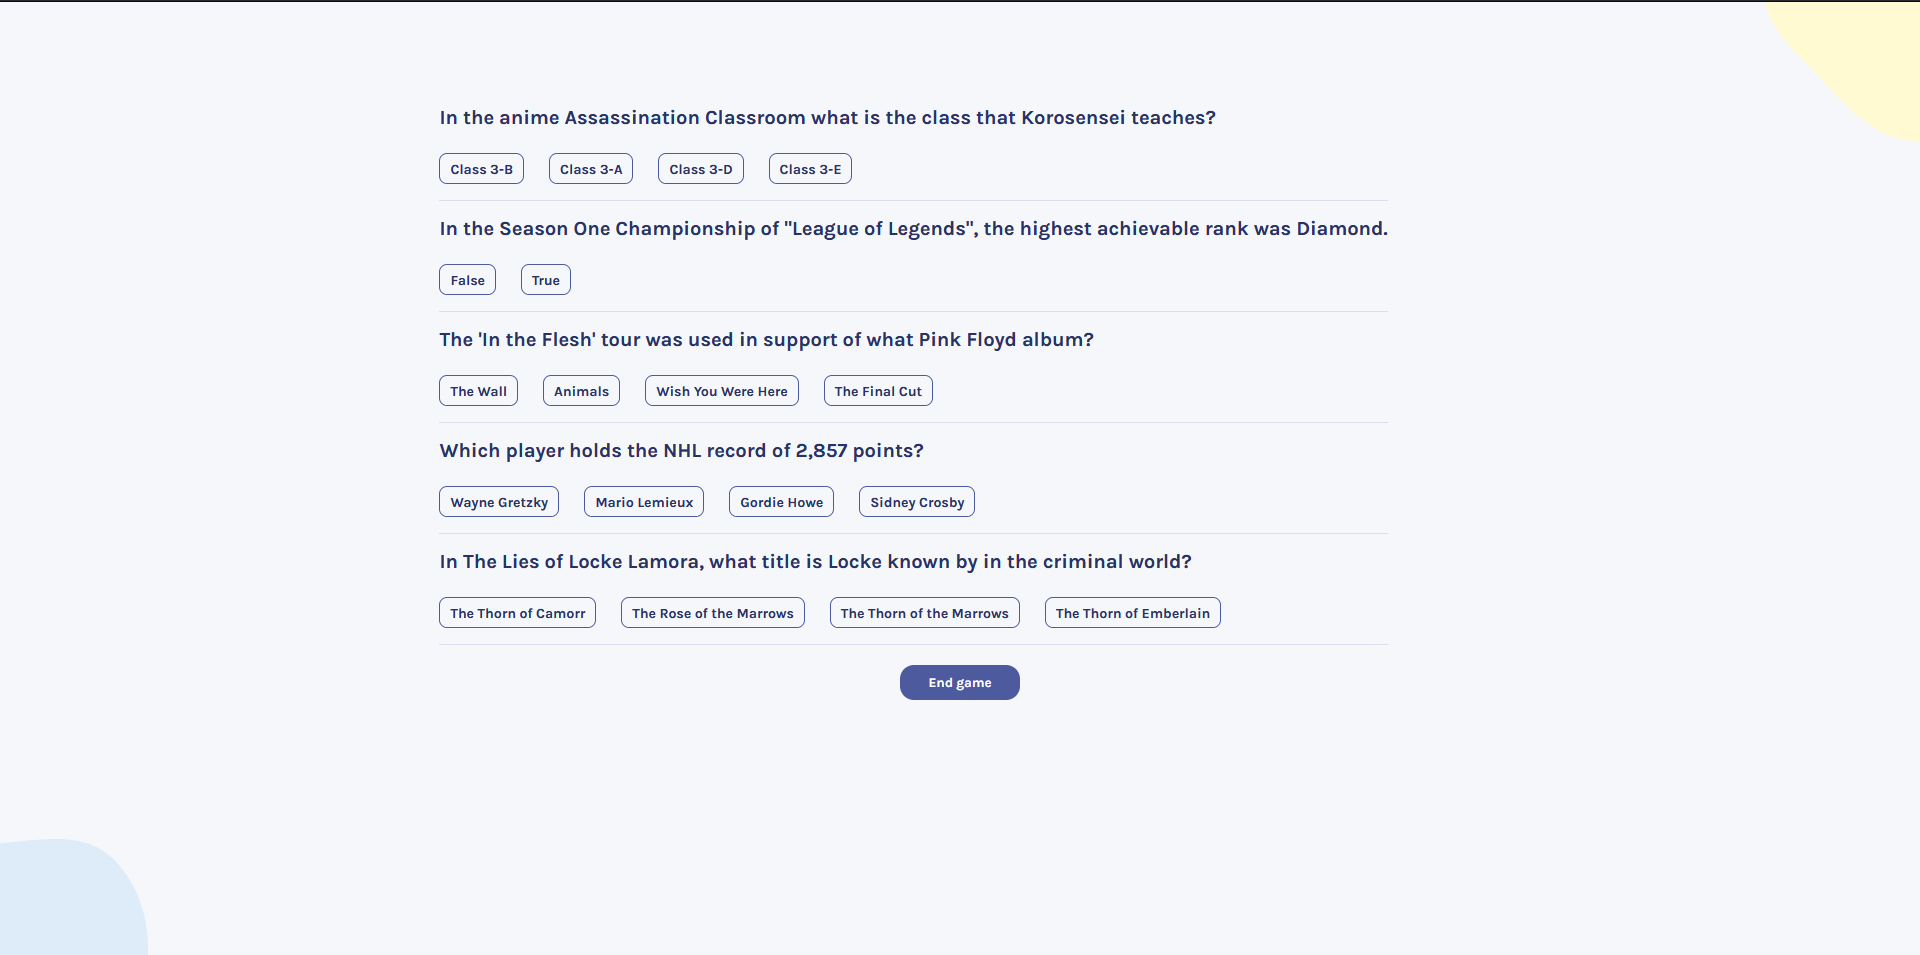 In the anime Assassination Classroom what is the class that Korosensei teaches?
Class 3-B Class 3-A Class 3-D Class 3-E
In the Season One Championship of "League of Legends", the highest achievable rank was Diamond.
False True
The 'In the Flesh' tour was used in support of what Pink Floyd album?
The Wall Animals Wish You Were Here The Final Cut
Which player holds the NHL record of 2,857 points?
Wayne Gretzky Mario Lemieux Gordie Howe Sidney Crosby
In The Lies of Locke Lamora, what title is Locke known by in the criminal world?
The Thorn of Camorr The Rose of the Marrows The Thorn of the Marrows The Thorn of Emberlain
End game